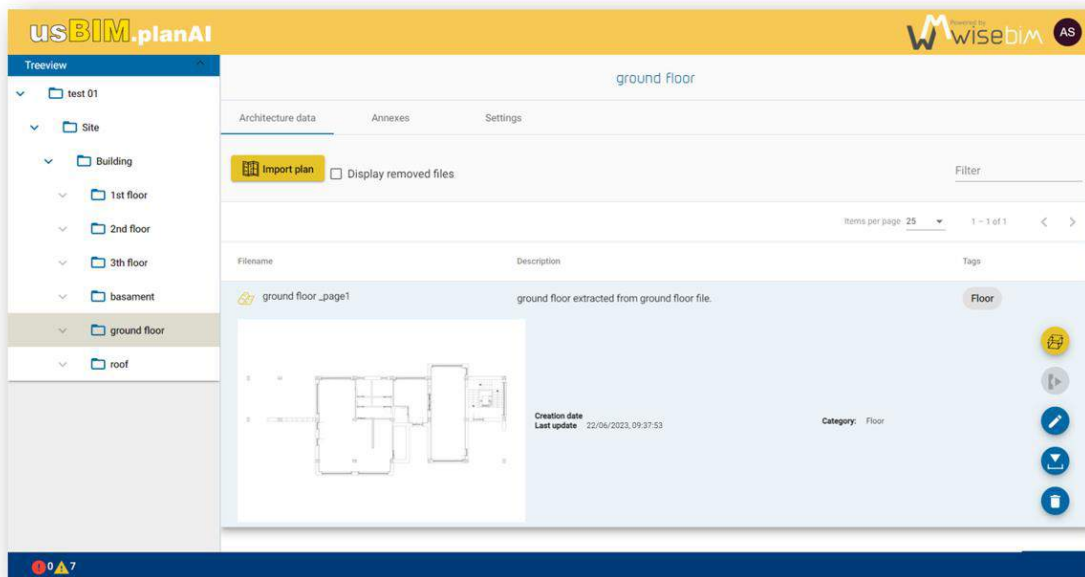 usBIM.planAI
Powered by
wisebim
AS
Treeview
test 01
Site
Building
1st floor
2nd floor
3th floor
basament
ground floor
roof
ground floor
Architecture data Annexes Settings
Import plan Display removed files Filter
Items per page 25 1 – 1 of 1
Filename Description Tags
ground floor _page1 ground floor extracted from ground floor file. Floor
Creation date
Last update 22/06/2023, 09:37:53 Category: Floor
0 7